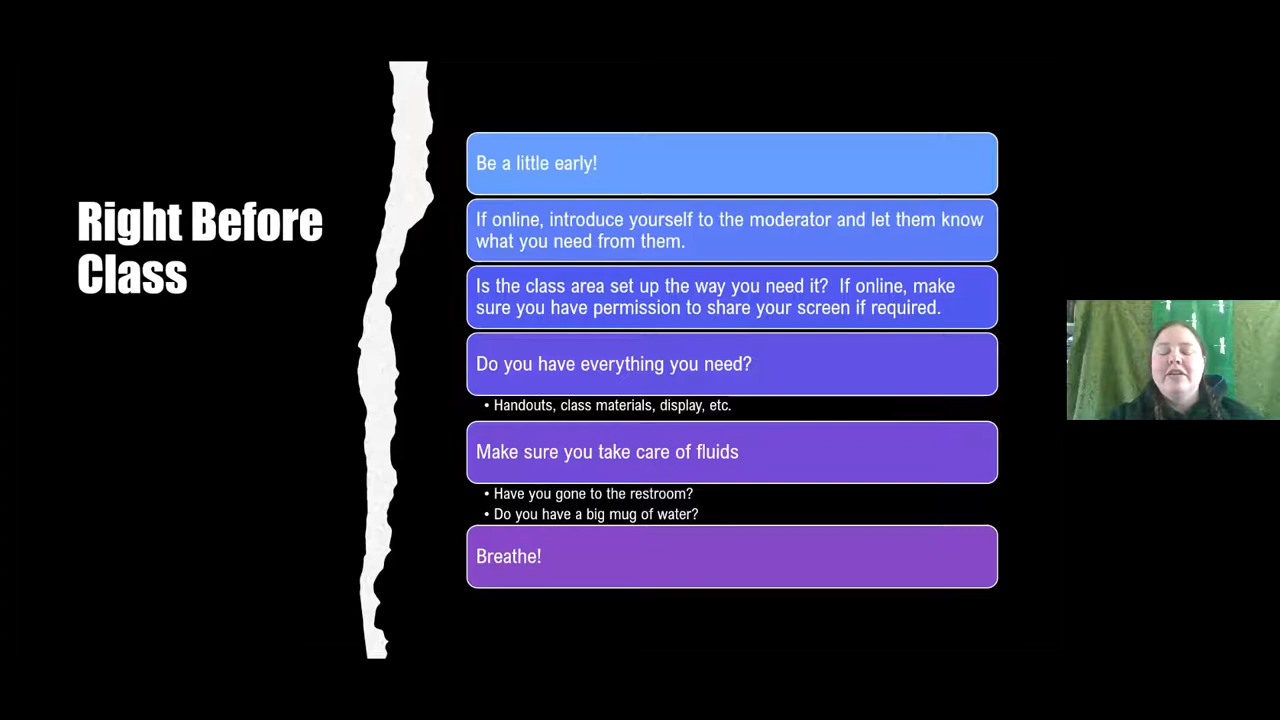 Right Before
Class
Be a little early!
If online, introduce yourself to the moderator and let them know
what you need from them.
Is the class area set up the way you need it?  If online, make
sure you have permission to share your screen if required.
Do you have everything you need?
• Handouts, class materials, display, etc.
Make sure you take care of fluids
• Have you gone to the restroom?
• Do you have a big mug of water?
Breathe!